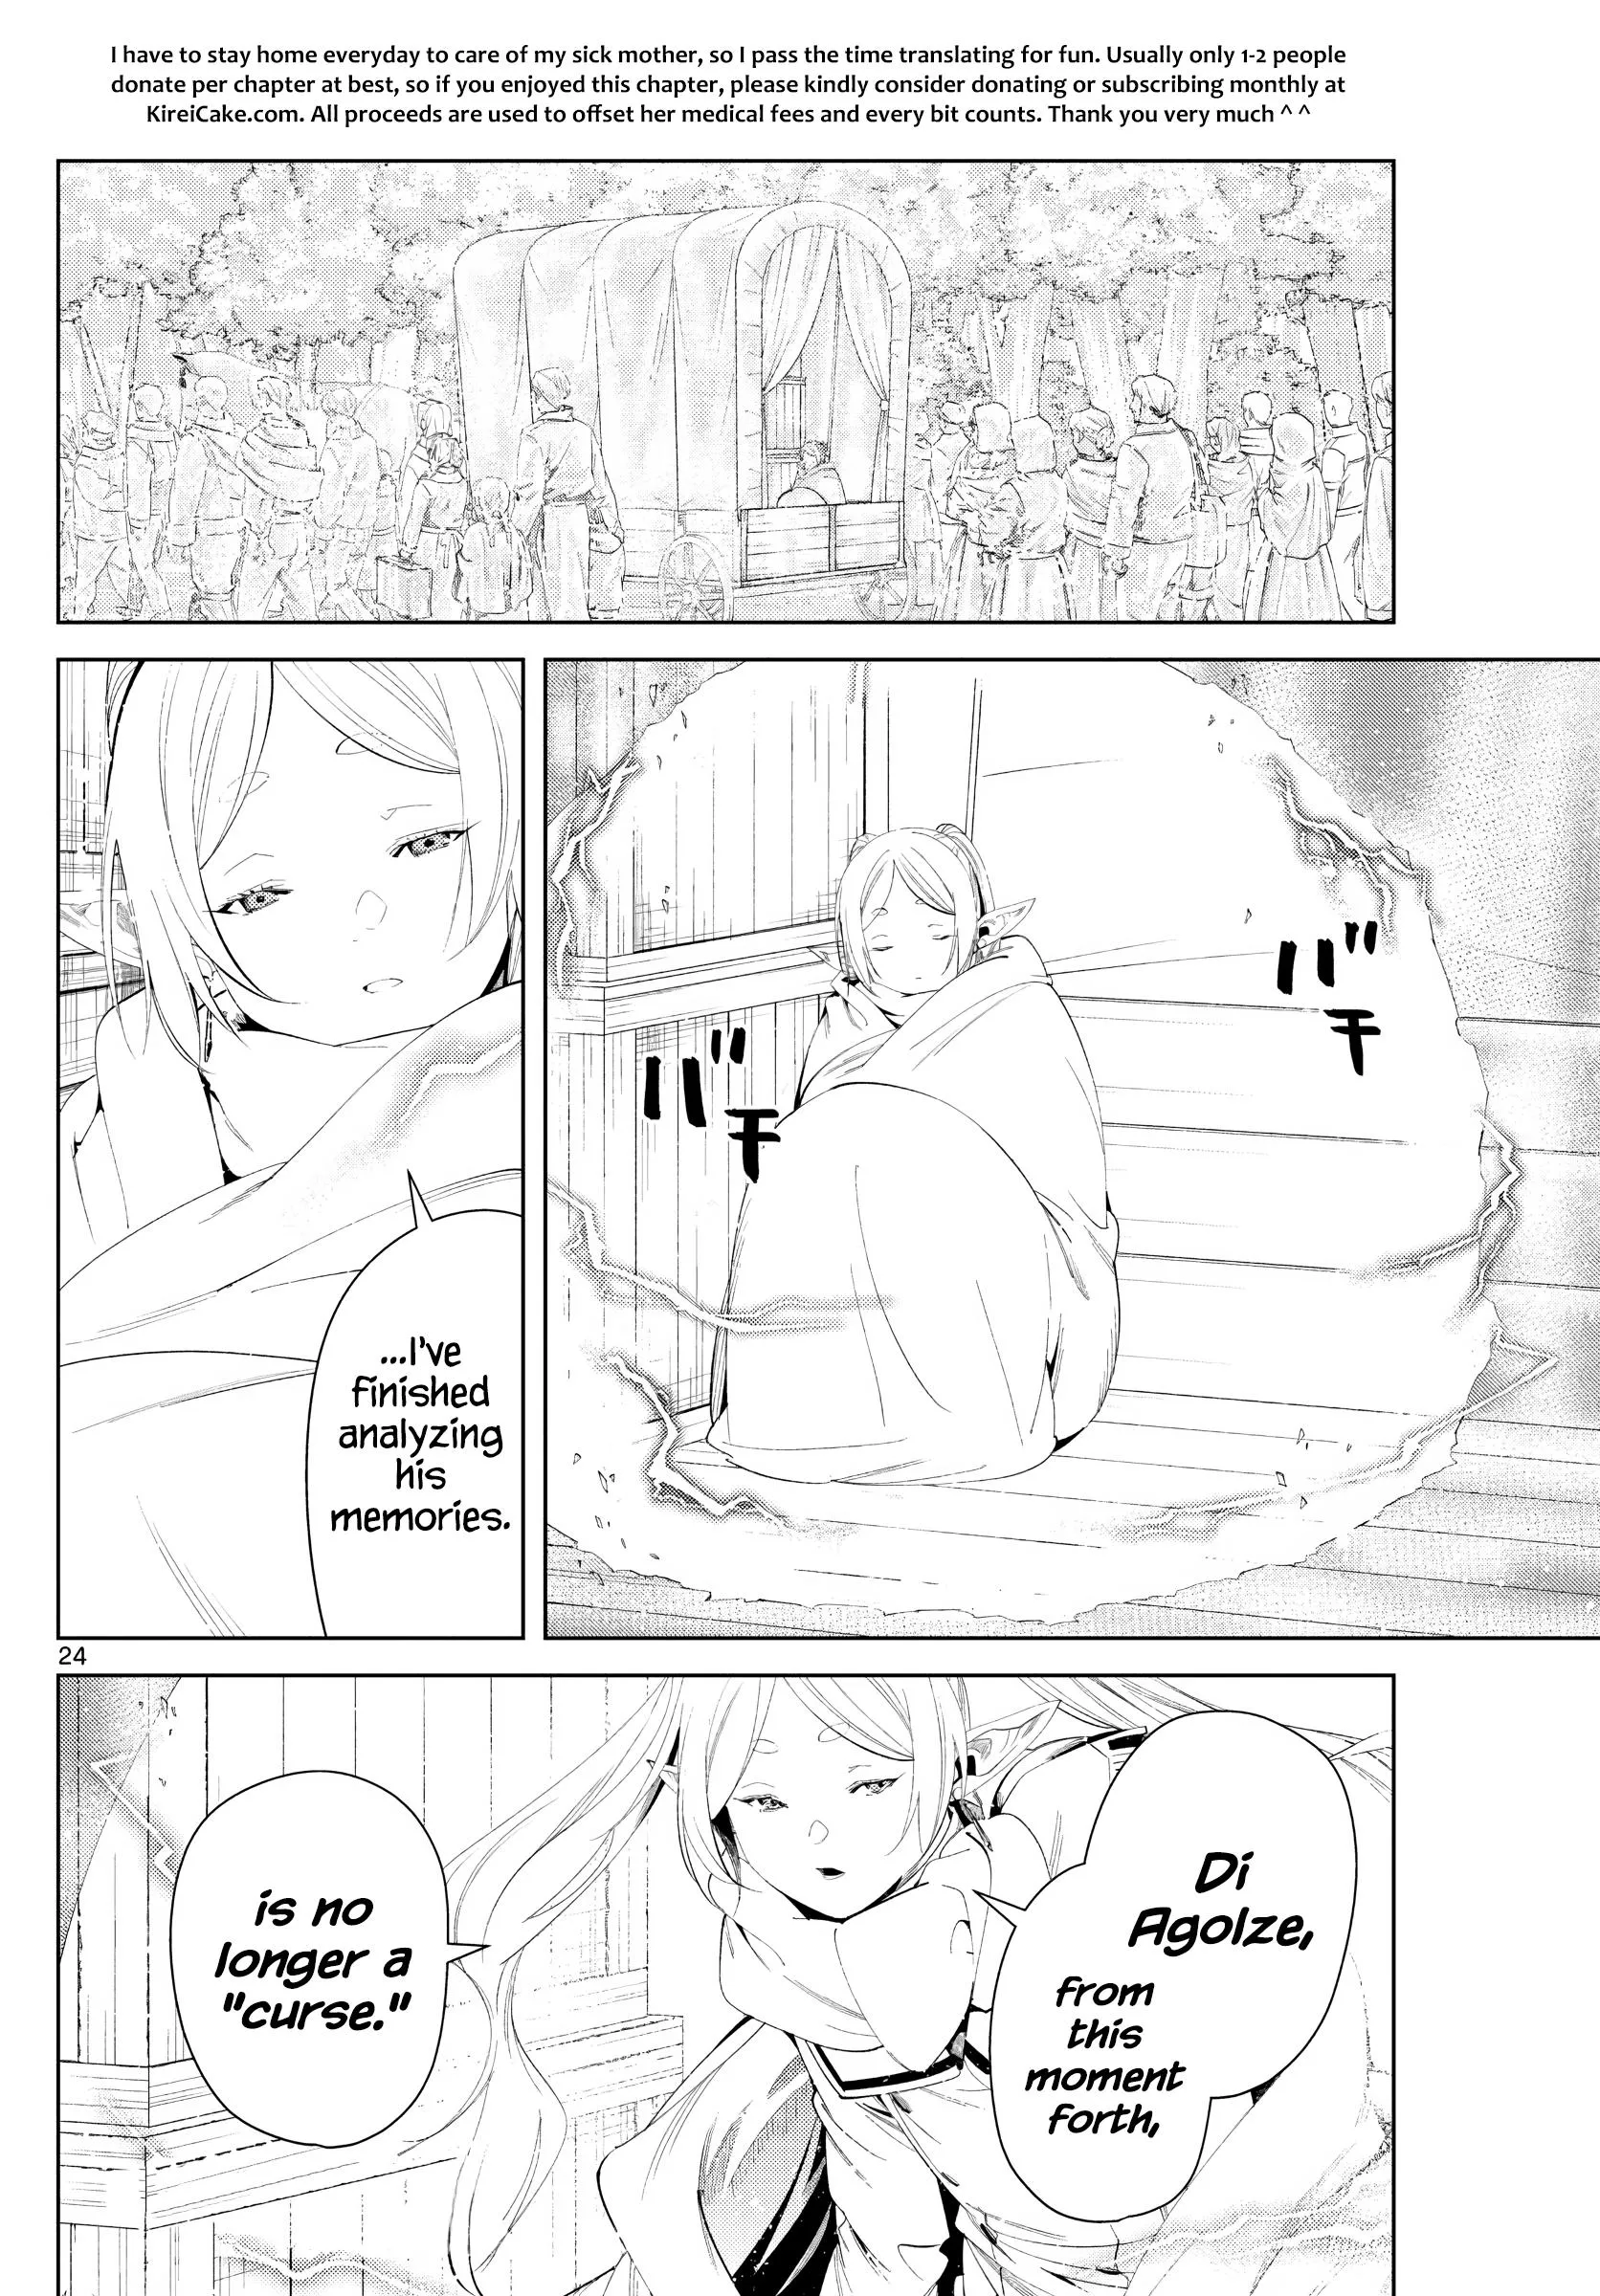 I have to stay home everyday to care of my sick mother, so I pass the time translating for fun. Usually only 1-2 people
donate per chapter at best, so if you enjoyed this chapter, please kindly consider donating or subscribing monthly at
KireiCake.com. All proceeds are used to offset her medical fees and every bit counts. Thank you very much ^ ^
バチ
バチ
...I've
finished
analyzing
his
memories.
24
Di
Agolze,
from
this
moment
forth,
is no
longer a
"curse."